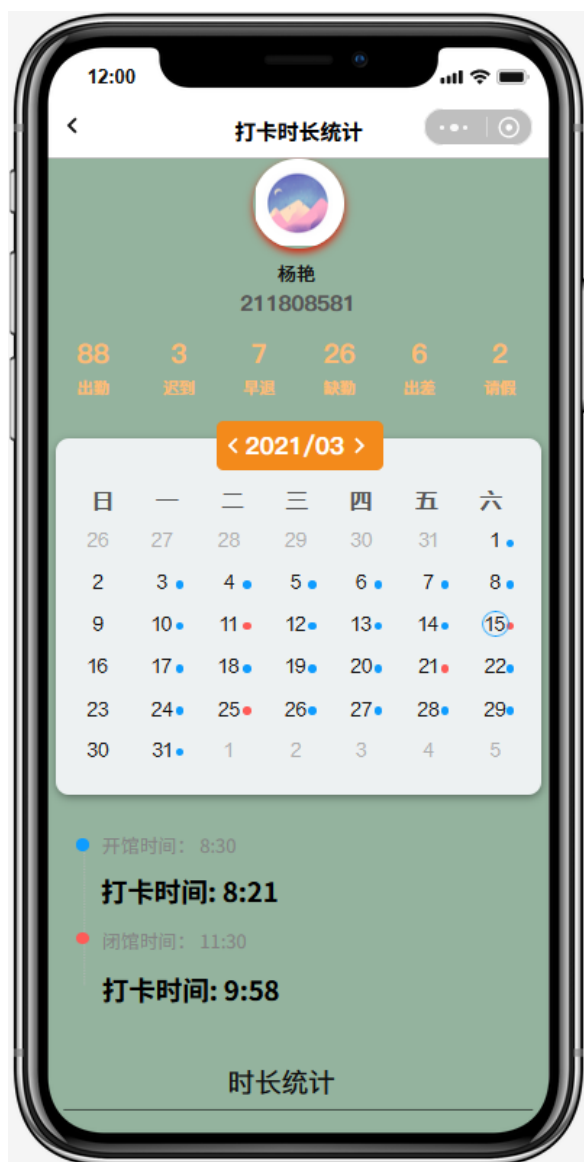 12:00
打卡时长统计
杨艳
211808581
88 3 7 26 6 2
出勤 迟到 早退 缺勤 出差 请假
< 2021/03 >
日 一 二 三 四 五 六
26 27 28 29 30 31 1
2 3 4 5 6 7 8
9 10 11 12 13 14 15
16 17 18 19 20 21 22
23 24 25 26 27 28 29
30 31 1 2 3 4 5
开馆时间: 8:30
打卡时间: 8:21
闭馆时间: 11:30
打卡时间: 9:58
时长统计